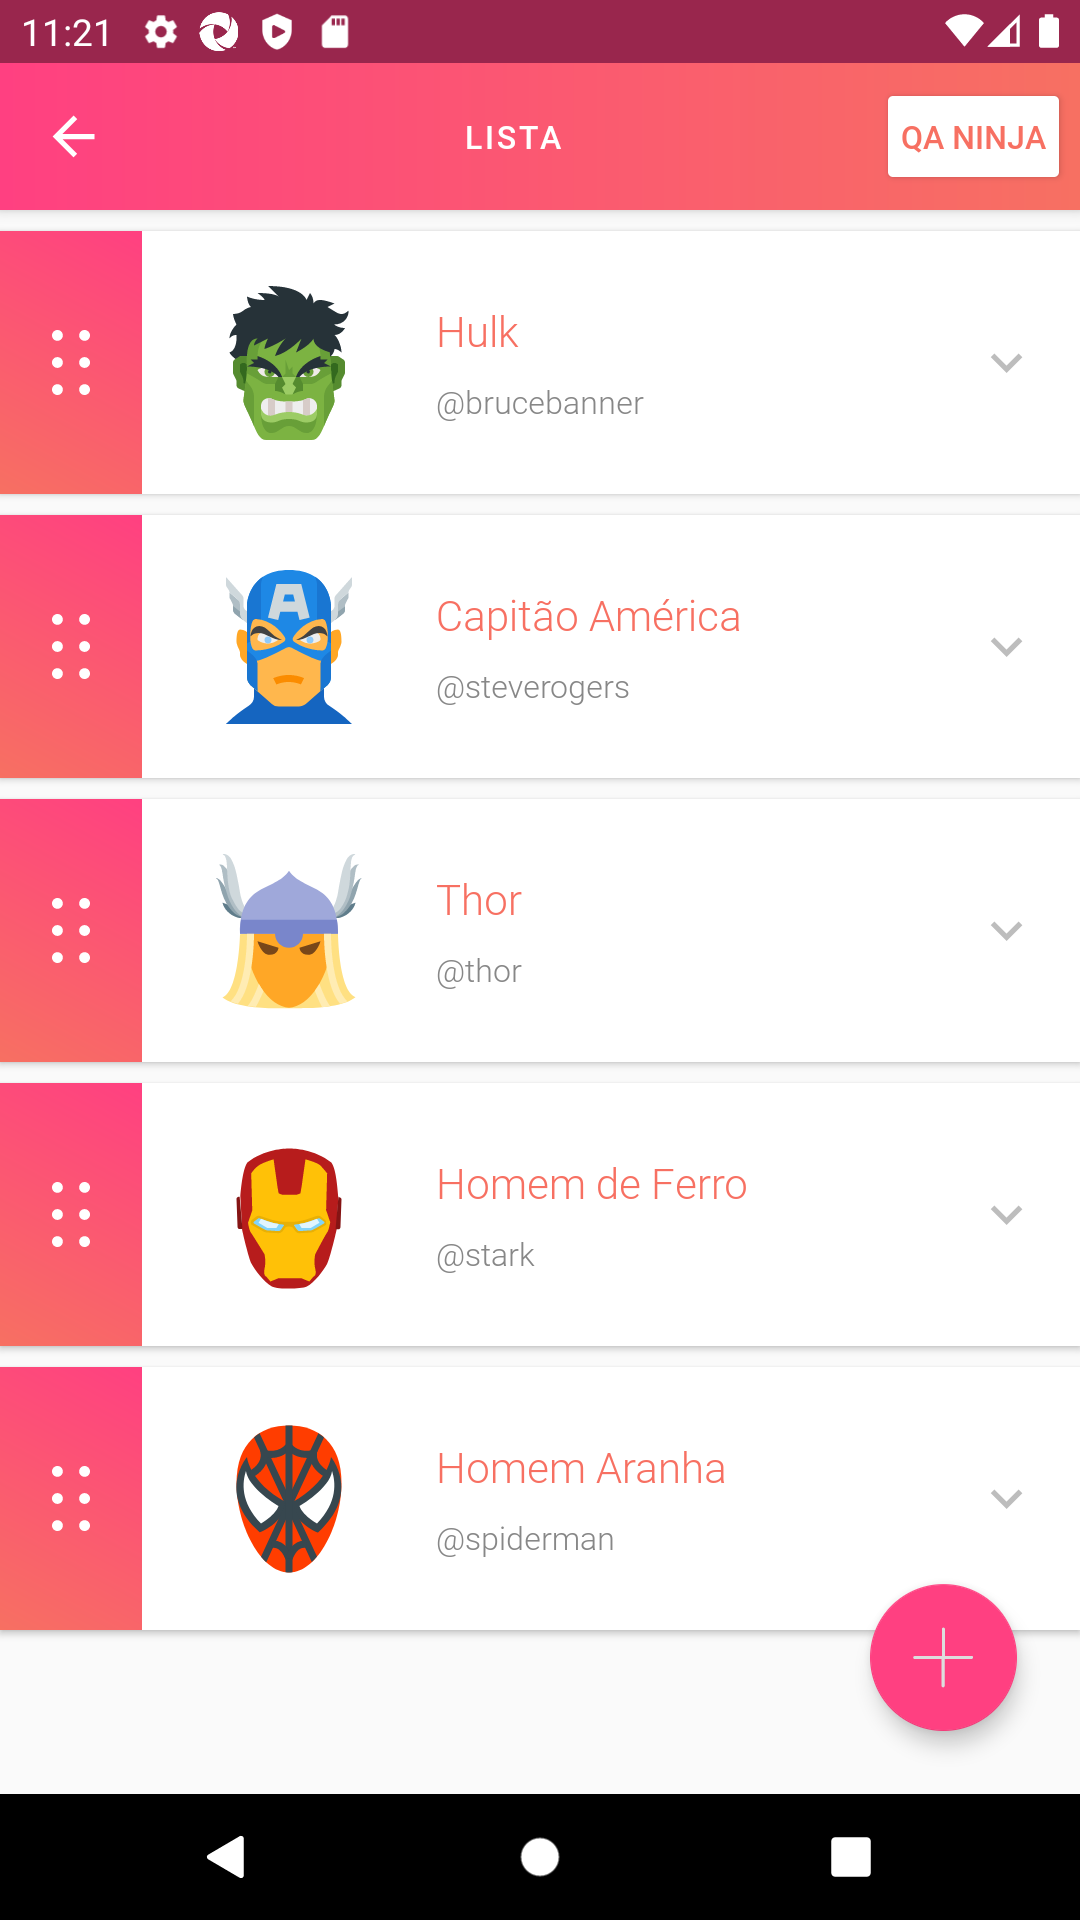 11:21
LISTA
QA NINJA
Hulk
@brucebanner
A
Capitão América
@steverogers
Thor
@thor
Homem de Ferro
@stark
Homem Aranha
@spiderman